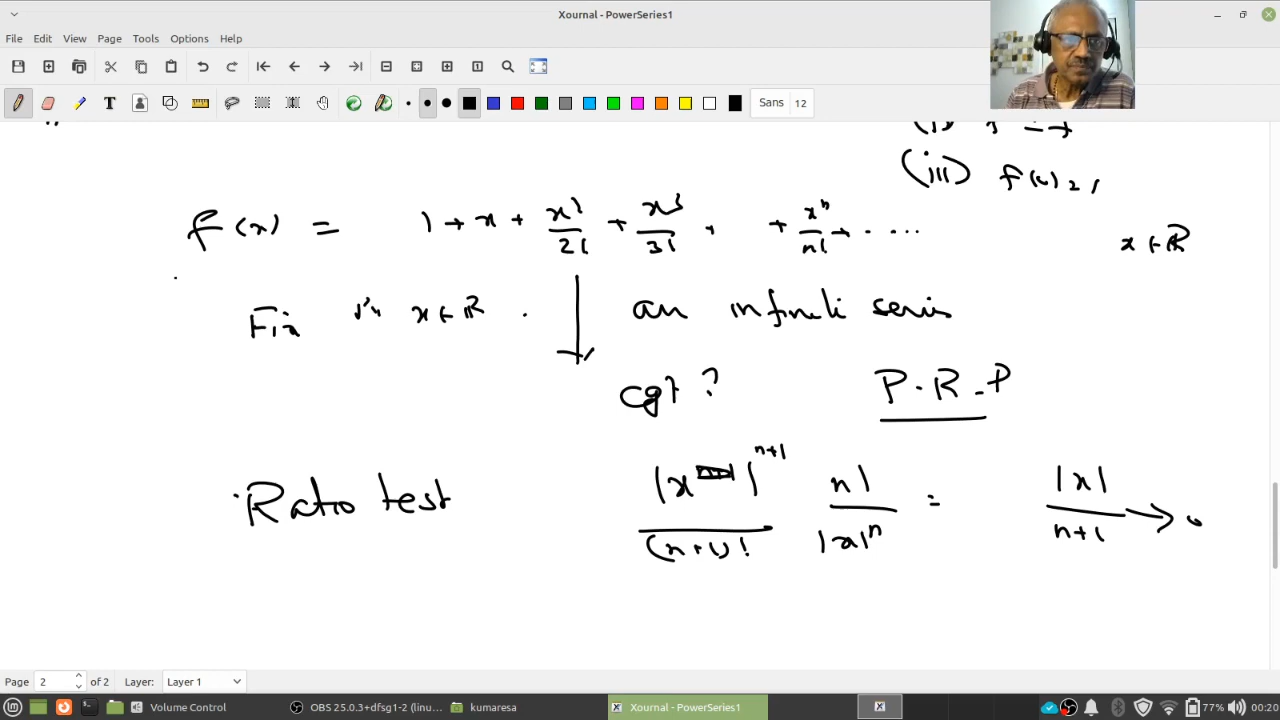 Xournal - PowerSeries1
File Edit View Page Tools Options Help
Sans 12
(iii) f(0) = 1
f(x) = 1 + x + x²/2! + x³/3! + + x^n/n! + . . . . x ∈ ℝ
Fix x ∈ ℝ . an infinite series
cgt ? P. R. P
Ratio test |x|^(n+1)/(n+1)! n!/|x|^n = |x|/(n+1) → 0
Page 2 of 2 Layer: Layer 1
Volume Control OBS 25.0.3+dfsg1-2 (linu... kumaresa Xournal - PowerSeries1 77% 00:20